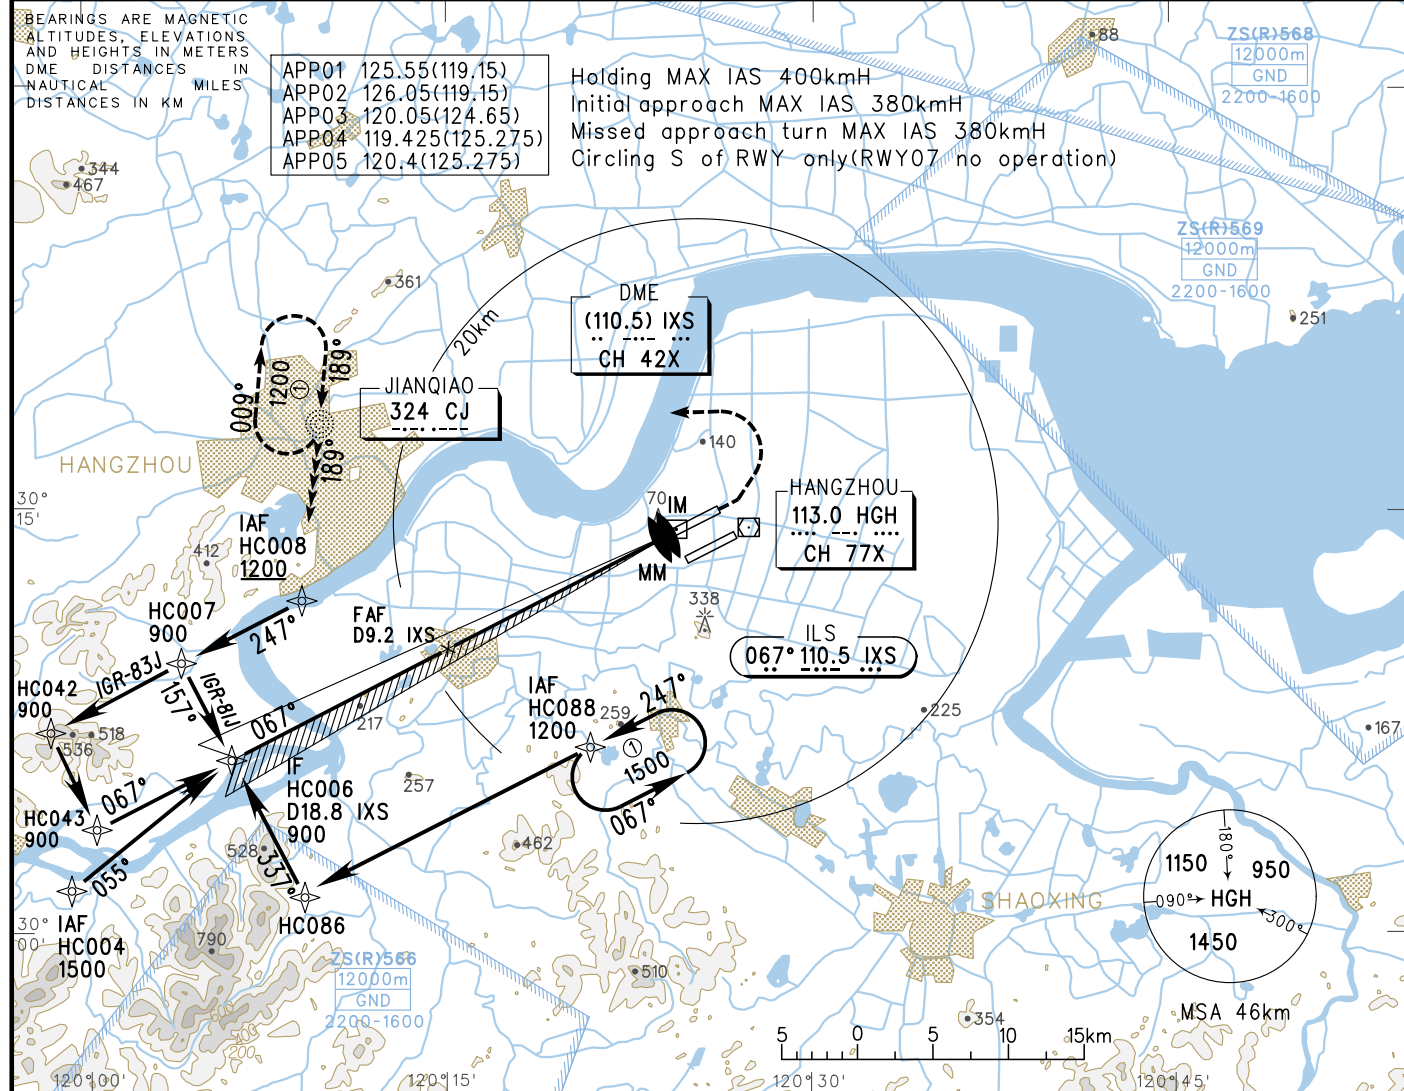 BEARINGS ARE MAGNETIC
ALTITUDES, ELEVATIONS
AND HEIGHTS IN METERS
DME DISTANCES IN
NAUTICAL MILES
DISTANCES IN KM
APP01 125.55(119.15)
APP02 126.05(119.15)
APP03 120.05(124.65)
APP04 119.425(125.275)
APP05 120.4(125.275)
Holding MAX IAS 400kmH
Initial approach MAX IAS 380kmH
Missed approach turn MAX IAS 380kmH
Circling S of RWY only(RWY07 no operation)
88
ZS(R)568
12000m
GND
2200-1600
344
467
ZS(R)569
12000m
GND
2200-1600
251
361
20km
DME
(110.5) IXS
CH 42X
009°
1200
①
189°
189°
JIANQIAO
324 CJ
HANGZHOU
140
30°
15'
70
IM
MM
HANGZHOU
113.0 HGH
CH 77X
IAF
HC008
1200
412
HC007
900
247°
FAF
D9.2 IXS
338
ILS
067° 110.5 IXS
IGR-83J
IGR-81J
157°
HC042
900
518
536
067°
217
IAF
HC088
1200
259
247°
①
1500
067°
225
167
IF
HC006
D18.8 IXS
900
257
067°
HC043
900
055°
528
337°
462
IAF
HC004
1500
HC086
30°
00'
790
510
SHAOXING
ZS(R)566
12000m
GND
2200-1600
180°
1150
950
090°
HGH
300°
1450
MSA 46km
354
5 0 5 10 15km
120°00'
120°15'
120°30'
120°45'